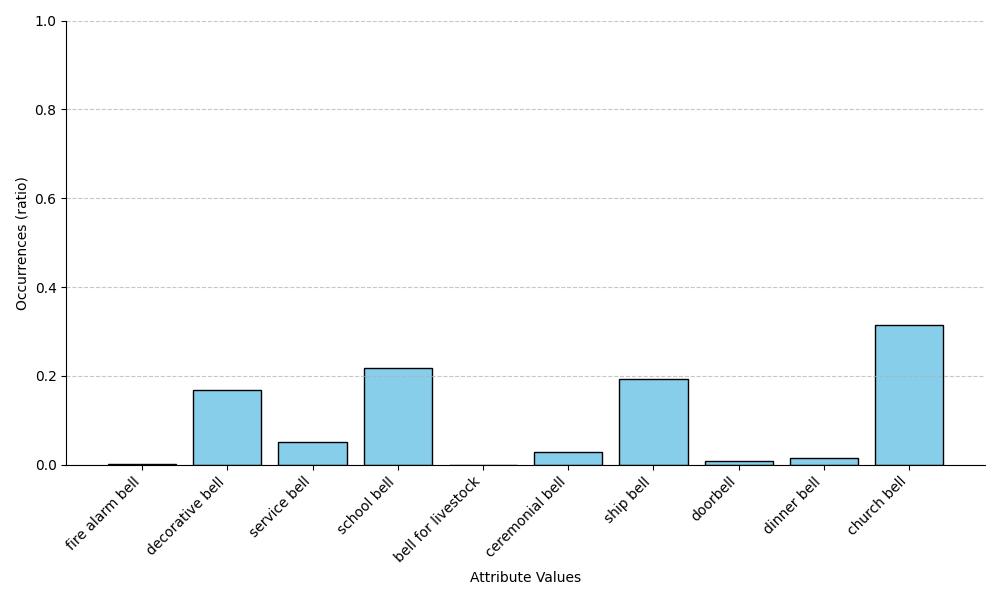 1.0
0.8
0.6
0.4
0.2
0.0
Occurrences (ratio)
fire alarm bell
decorative bell
service bell
school bell
bell for livestock
ceremonial bell
ship bell
doorbell
dinner bell
church bell
Attribute Values